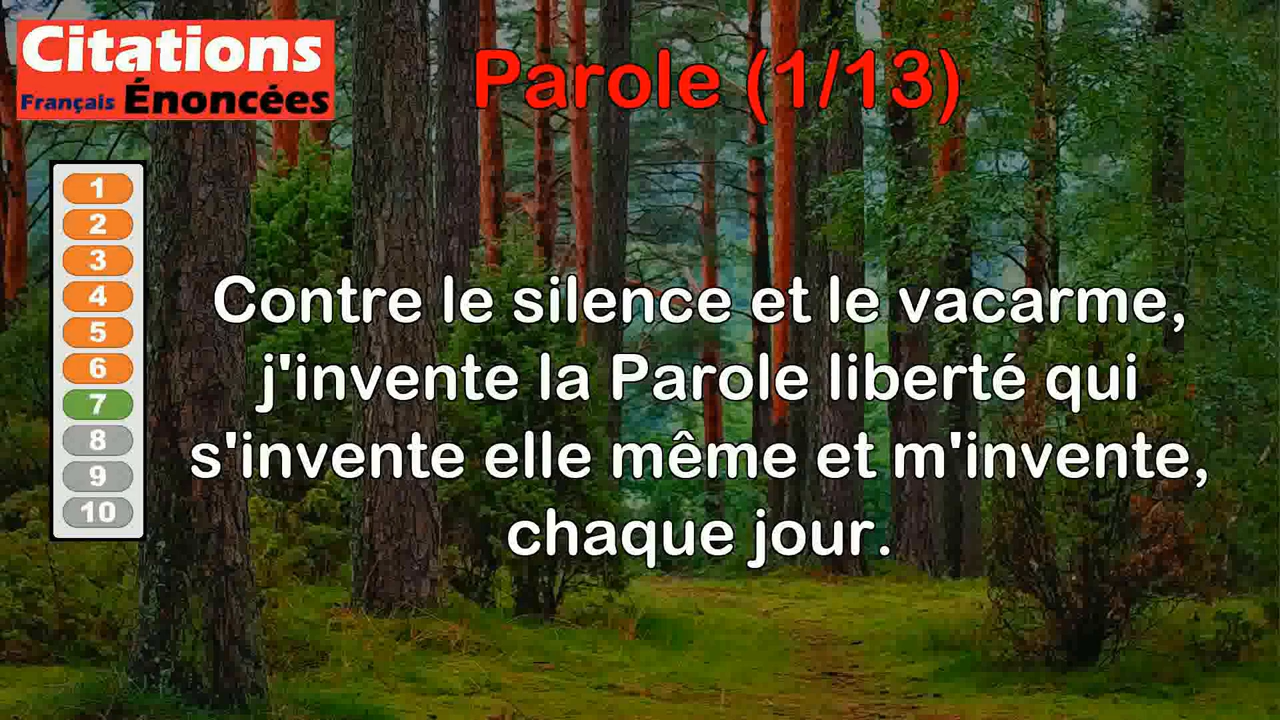 Citations
Français Énoncées
Parole (1/13)
1
2
3
4
5
6
7
8
9
10
Contre le silence et le vacarme,
j'invente la Parole liberté qui
s'invente elle même et m'invente,
chaque jour.